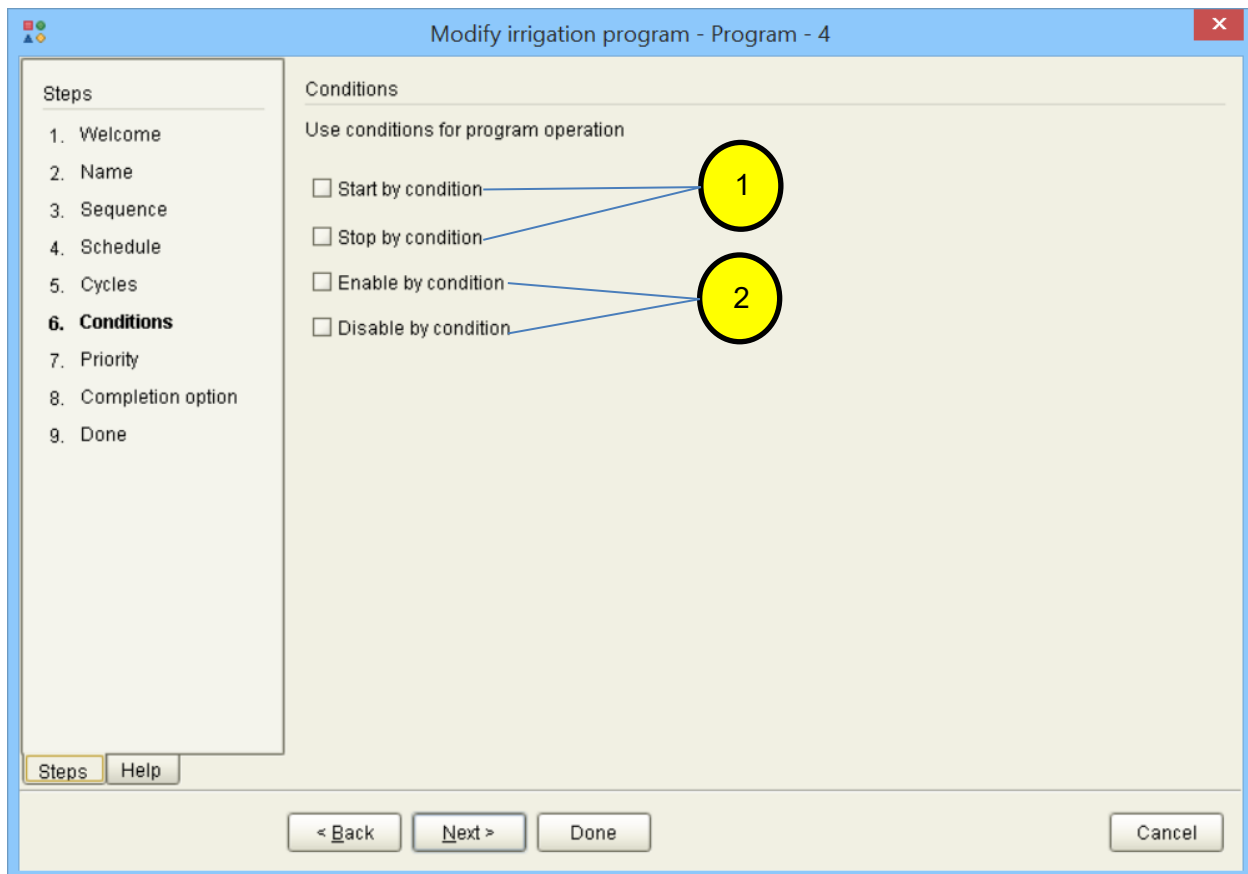 Modify irrigation program - Program - 4
x
Steps
1. Welcome
2. Name
3. Sequence
4. Schedule
5. Cycles
6. Conditions
7. Priority
8. Completion option
9. Done
Steps
Help
Conditions
Use conditions for program operation
Start by condition
Stop by condition
1
Enable by condition
Disable by condition
2
< Back
Next >
Done
Cancel